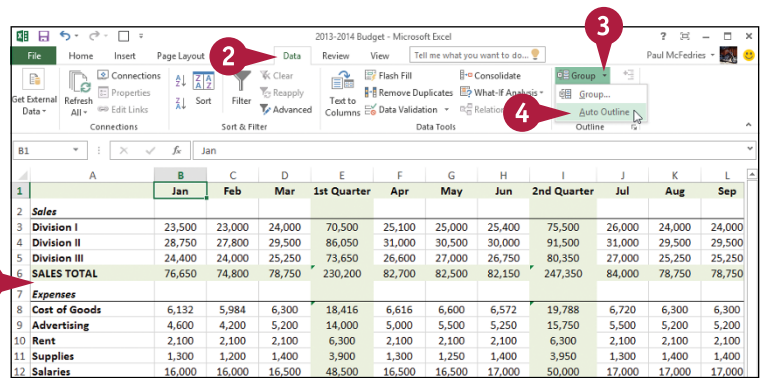 3
2013-2014 Budget - Microsoft Excel
File Home Insert Page Layout 2 Data Review View Tell me what you want to do... Paul McFedries
Get External Data
Refresh All
Connections
Properties
Edit Links
Connections
Sort
Filter
Clear
Reapply
Advanced
Sort & Filter
Text to Columns
Flash Fill
Remove Duplicates
Data Validation
Consolidate
What-If Analysis
Data Tools
Group
Group...
4 Auto Outline
Outline
B1 fx Jan
A B C D E F G H I J K L
1 Jan Feb Mar 1st Quarter Apr May Jun 2nd Quarter Jul Aug Sep
2 Sales
3 Division I 23,500 23,000 24,000 70,500 25,100 25,000 25,400 75,500 26,000 24,000 24,000
4 Division II 28,750 27,800 29,500 86,050 31,000 30,500 30,000 91,500 31,000 29,500 29,500
5 Division III 24,400 24,000 25,250 73,650 26,600 27,000 26,750 80,350 27,000 25,250 25,250
6 SALES TOTAL 76,650 74,800 78,750 230,200 82,700 82,500 82,150 247,350 84,000 78,750 78,750
7 Expenses
8 Cost of Goods 6,132 5,984 6,300 18,416 6,616 6,600 6,572 19,788 6,720 6,300 6,300
9 Advertising 4,600 4,200 5,200 14,000 5,000 5,500 5,250 15,750 5,500 5,200 5,200
10 Rent 2,100 2,100 2,100 6,300 2,100 2,100 2,100 6,300 2,100 2,100 2,100
11 Supplies 1,300 1,200 1,400 3,900 1,300 1,250 1,400 3,950 1,300 1,400 1,400
12 Salaries 16,000 16,000 16,500 48,500 16,500 16,500 17,000 50,000 17,000 17,000 17,000